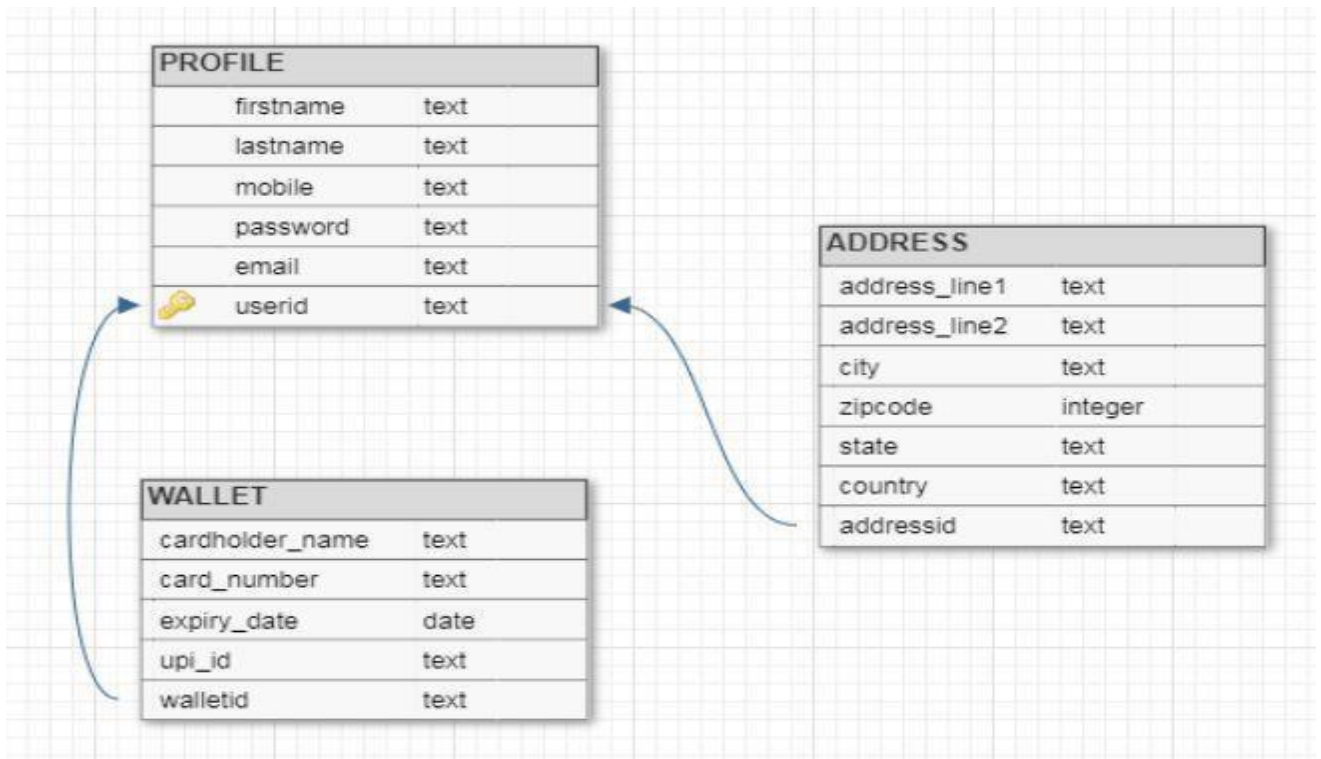 PROFILE
firstname text
lastname text
mobile text
password text
email text
userid text
ADDRESS
address_line1 text
address_line2 text
city text
zipcode integer
state text
country text
addressid text
WALLET
cardholder_name text
card_number text
expiry_date date
upi_id text
walletid text